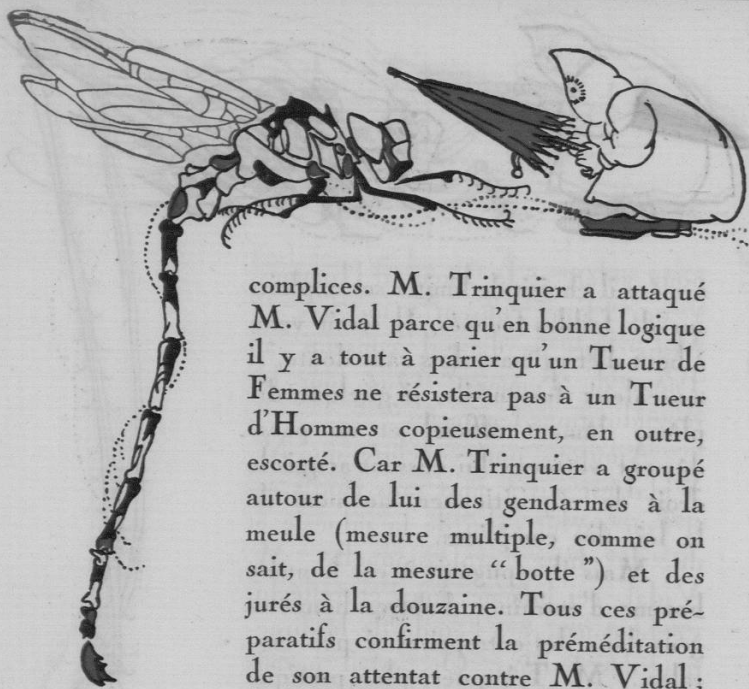 complices. M. Trinquier a attaqué
M. Vidal parce qu'en bonne logique
il y a tout à parier qu'un Tueur de
Femmes ne résistera pas à un Tueur
d'Hommes copieusement, en outre,
escorté. Car M. Trinquier a groupé
autour de lui des gendarmes à la
meule (mesure multiple, comme on
sait, de la mesure “ botte ”) et des
jurés à la douzaine. Tous ces pré-
paratifs confirment la préméditation
de son attentat contre M. Vidal ;